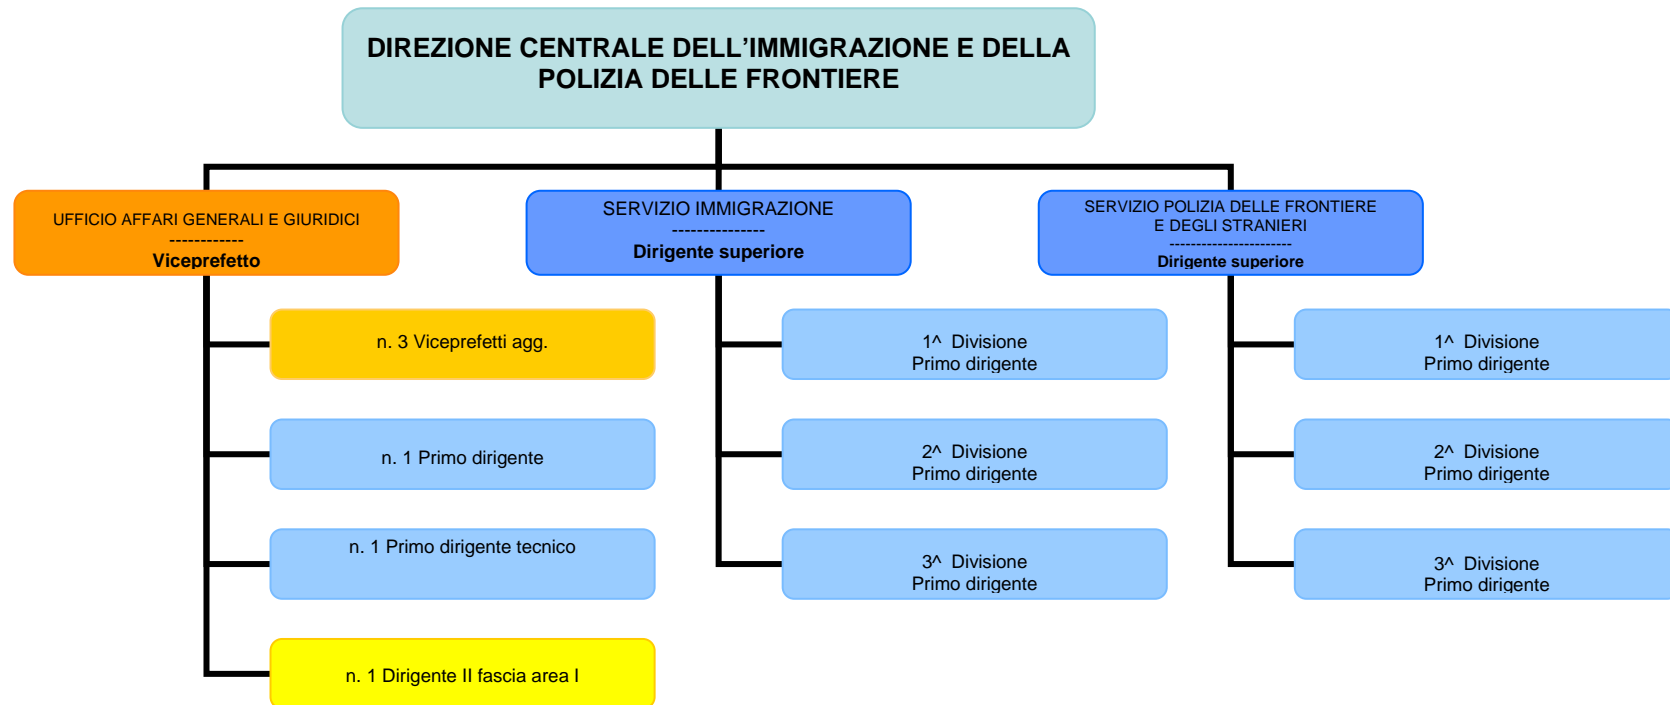 DIREZIONE CENTRALE DELL’IMMIGRAZIONE E DELLA
POLIZIA DELLE FRONTIERE
UFFICIO AFFARI GENERALI E GIURIDICI
------------
Viceprefetto
SERVIZIO IMMIGRAZIONE
---------------
Dirigente superiore
SERVIZIO POLIZIA DELLE FRONTIERE
E DEGLI STRANIERI
-----------------------
Dirigente superiore
n. 3 Viceprefetti agg.
n. 1 Primo dirigente
n. 1 Primo dirigente tecnico
n. 1 Dirigente II fascia area I
1^ Divisione
Primo dirigente
2^ Divisione
Primo dirigente
3^ Divisione
Primo dirigente
1^ Divisione
Primo dirigente
2^ Divisione
Primo dirigente
3^ Divisione
Primo dirigente